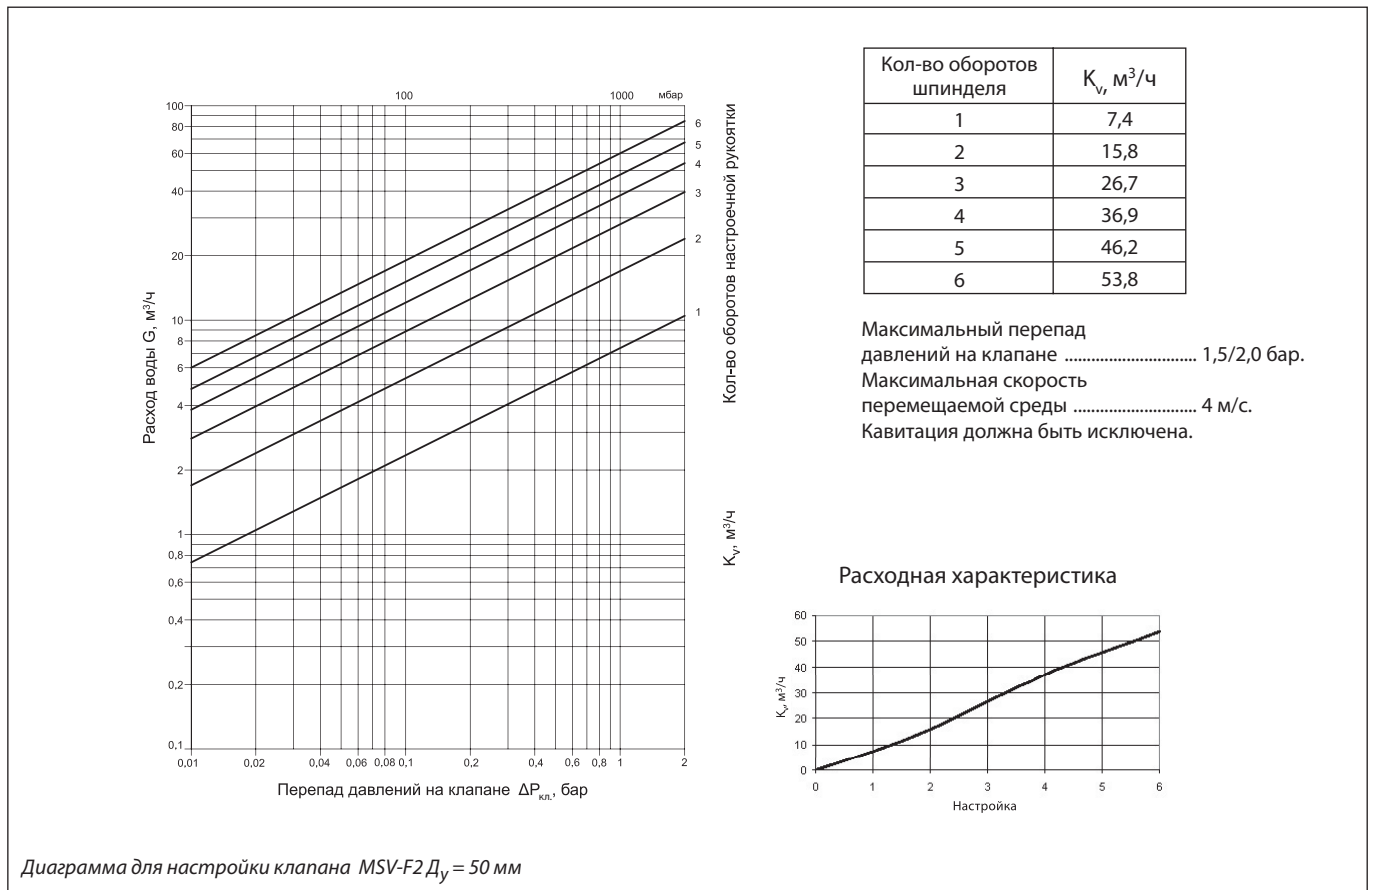 100 1000 мбар
100
80
60
40
20
10
8
6
4
2
1
0,8
0,6
0,4
0,2
0,1
Расход воды G, м³/ч
6
5
4
3
2
1
Кол-во оборотов настроечной рукоятки
Kv, м³/ч
0,01 0,02 0,04 0,06 0,08 0,1 0,2 0,4 0,6 0,8 1 2
Перепад давлений на клапане ΔPкл., бар
Кол-во оборотов
шпинделя
Kv, м³/ч
1 7,4
2 15,8
3 26,7
4 36,9
5 46,2
6 53,8
Максимальный перепад
давлений на клапане .............................. 1,5/2,0 бар.
Максимальная скорость
перемещаемой среды ............................ 4 м/с.
Кавитация должна быть исключена.
Расходная характеристика
60
50
40
30
20
10
0
Kv, м³/ч
0 1 2 3 4 5 6
Настройка
Диаграмма для настройки клапана MSV-F2 Ду = 50 мм